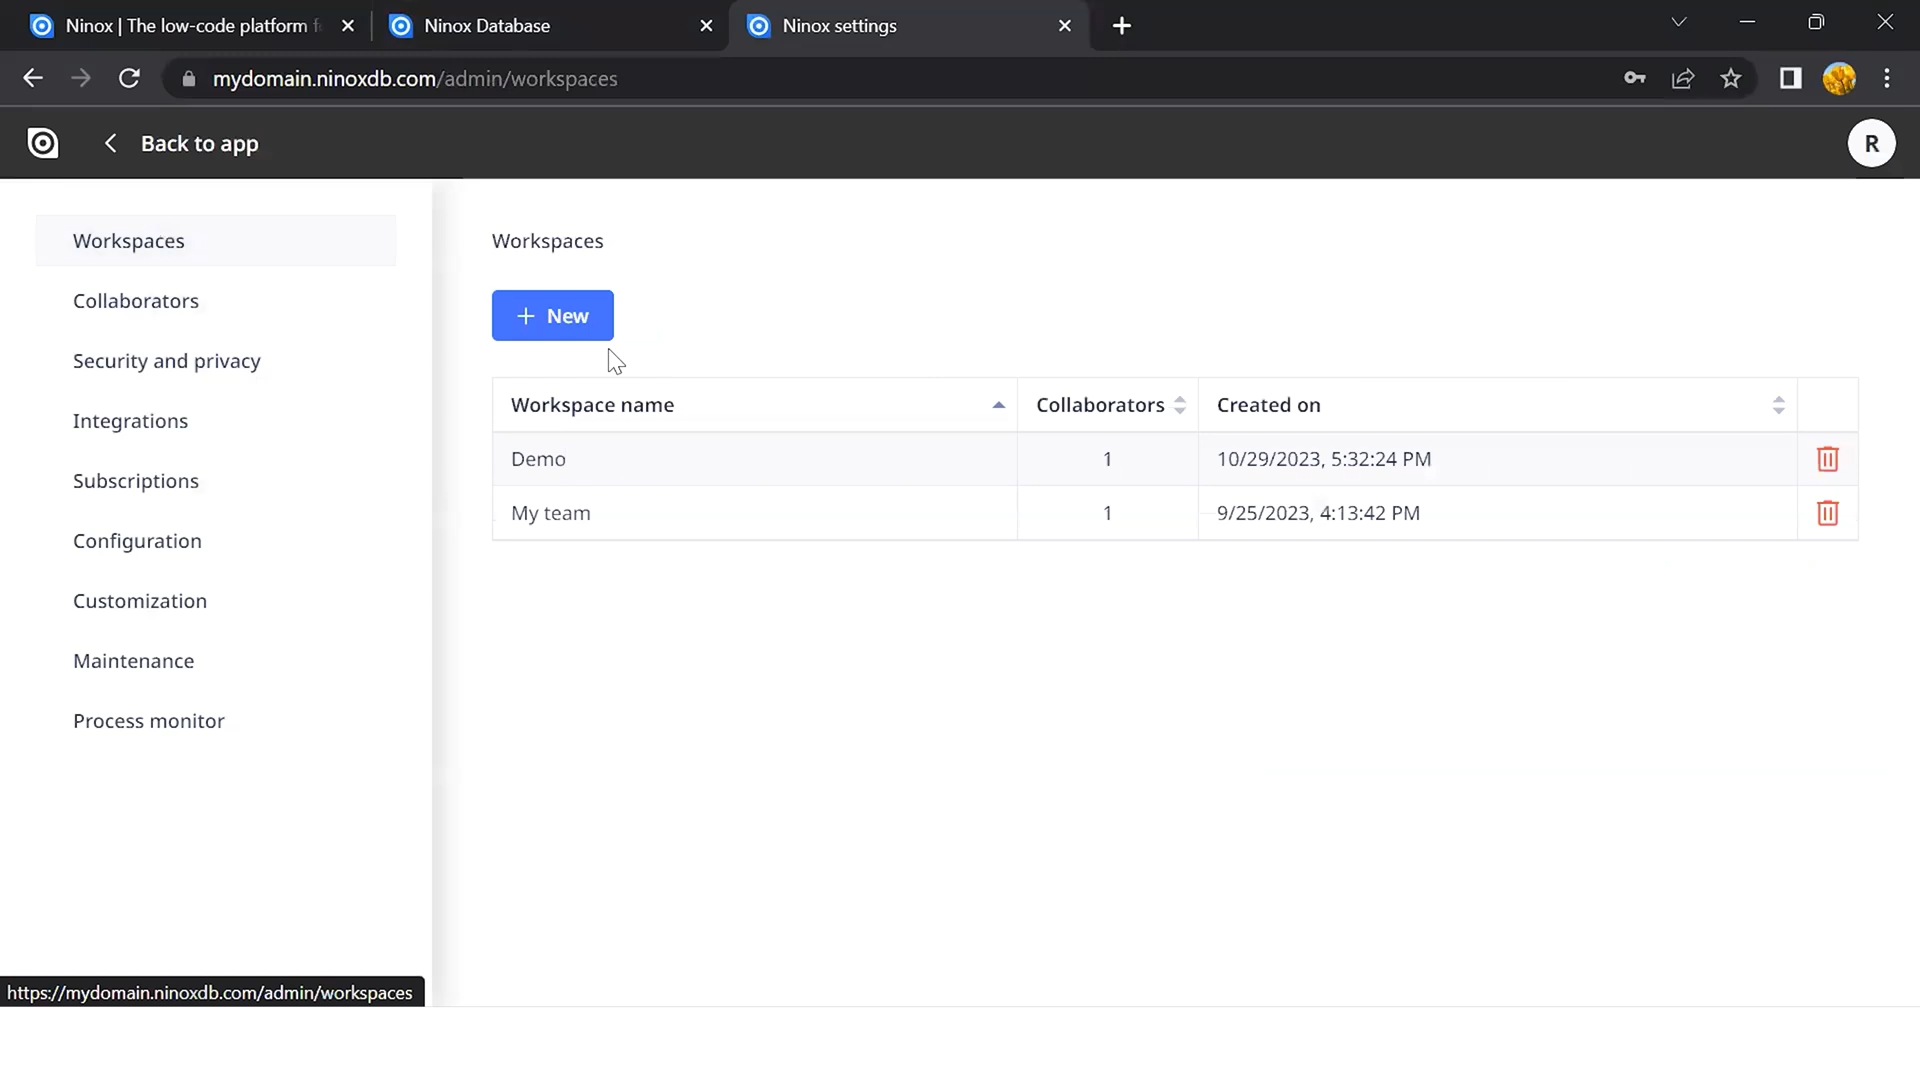 Ninox | The low-code platform f
Ninox Database
Ninox settings
mydomain.ninoxdb.com/admin/workspaces
Back to app
R
Workspaces
Collaborators
Security and privacy
Integrations
Subscriptions
Configuration
Customization
Maintenance
Process monitor
Workspaces
+ New
Workspace name Collaborators Created on
Demo 1 10/29/2023, 5:32:24 PM
My team 1 9/25/2023, 4:13:42 PM
https://mydomain.ninoxdb.com/admin/workspaces